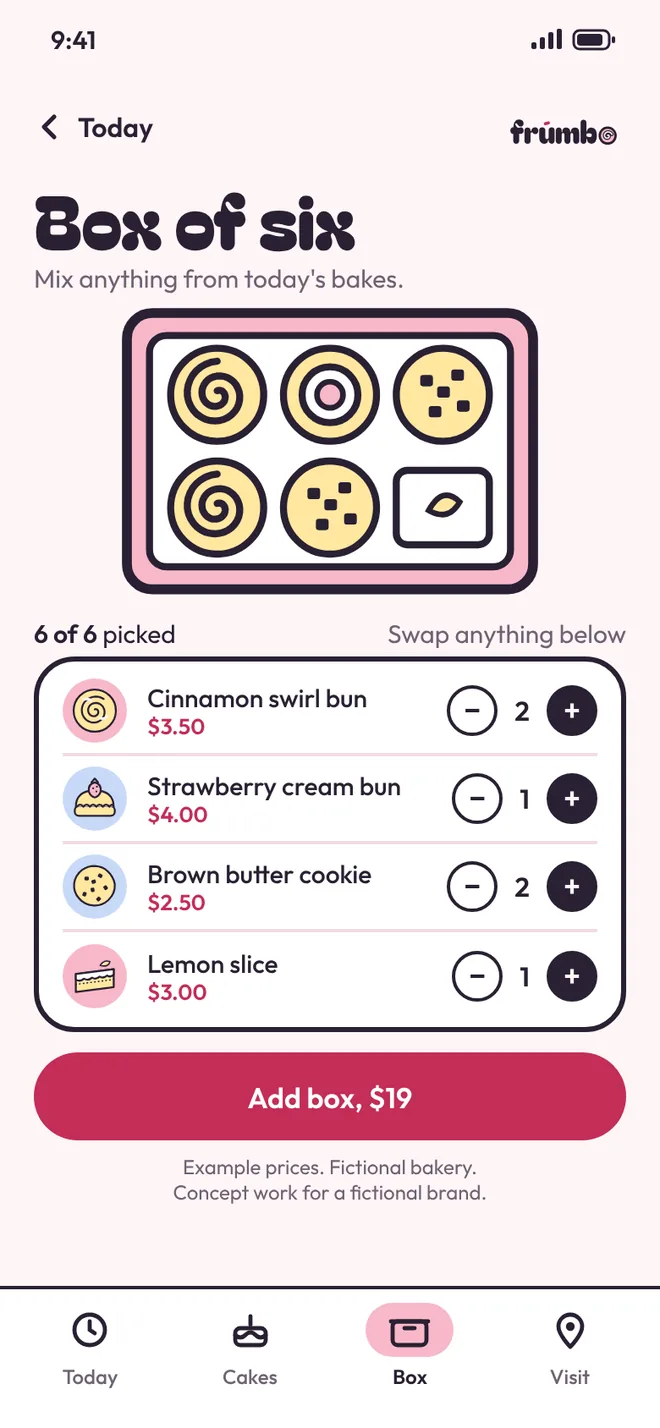 9:41
Today
frúmbo
Box of six
Mix anything from today's bakes.
6 of 6 picked
Swap anything below
Cinnamon swirl bun
$3.50
− 2 +
Strawberry cream bun
$4.00
− 1 +
Brown butter cookie
$2.50
− 2 +
Lemon slice
$3.00
− 1 +
Add box, $19
Example prices. Fictional bakery.
Concept work for a fictional brand.
Today
Cakes
Box
Visit